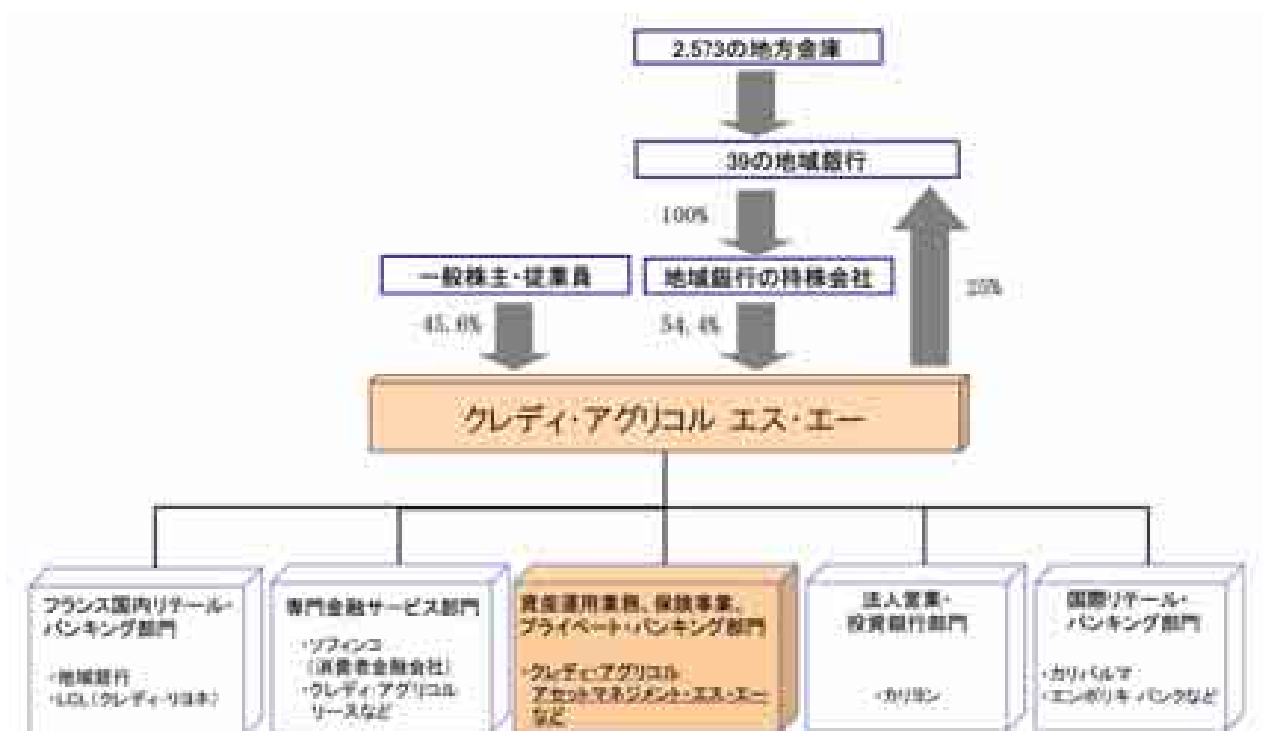 2,573の地方金庫
39の地域銀行
100%
一般株主・従業員
地域銀行の持株会社
25%
45.6%
54.4%
クレディ・アグリコル エス・エー
フランス国内リテール・
バンキング部門
・地域銀行
・LCL(クレディ・リヨネ)
専門金融サービス部門
・ソフィンコ
(消費者金融会社)
・クレディ・アグリコル
リースなど
資産運用業務、保険事業、
プライベート・バンキング部門
・クレディ・アグリコル
アセットマネジメント・エス・エー
など
法人営業・
投資銀行部門
・カリヨン
国際リテール・
バンキング部門
・カリパルマ
・エンポリキ バンクなど